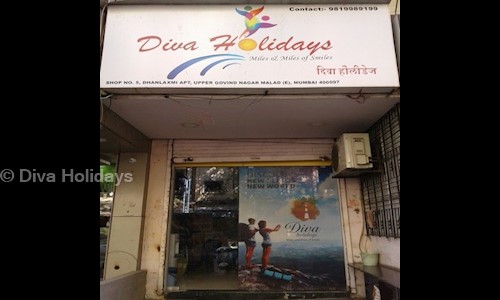 Contact:- 9819989199
Diva Holidays
Miles & Miles of Smiles
दिवा हॉलीडेज
SHOP NO. 5, DHANLAXMI APT, UPPER GOVIND NAGAR MALAD (E), MUMBAI 400097
NEW WORLD
Diva
© Diva Holidays